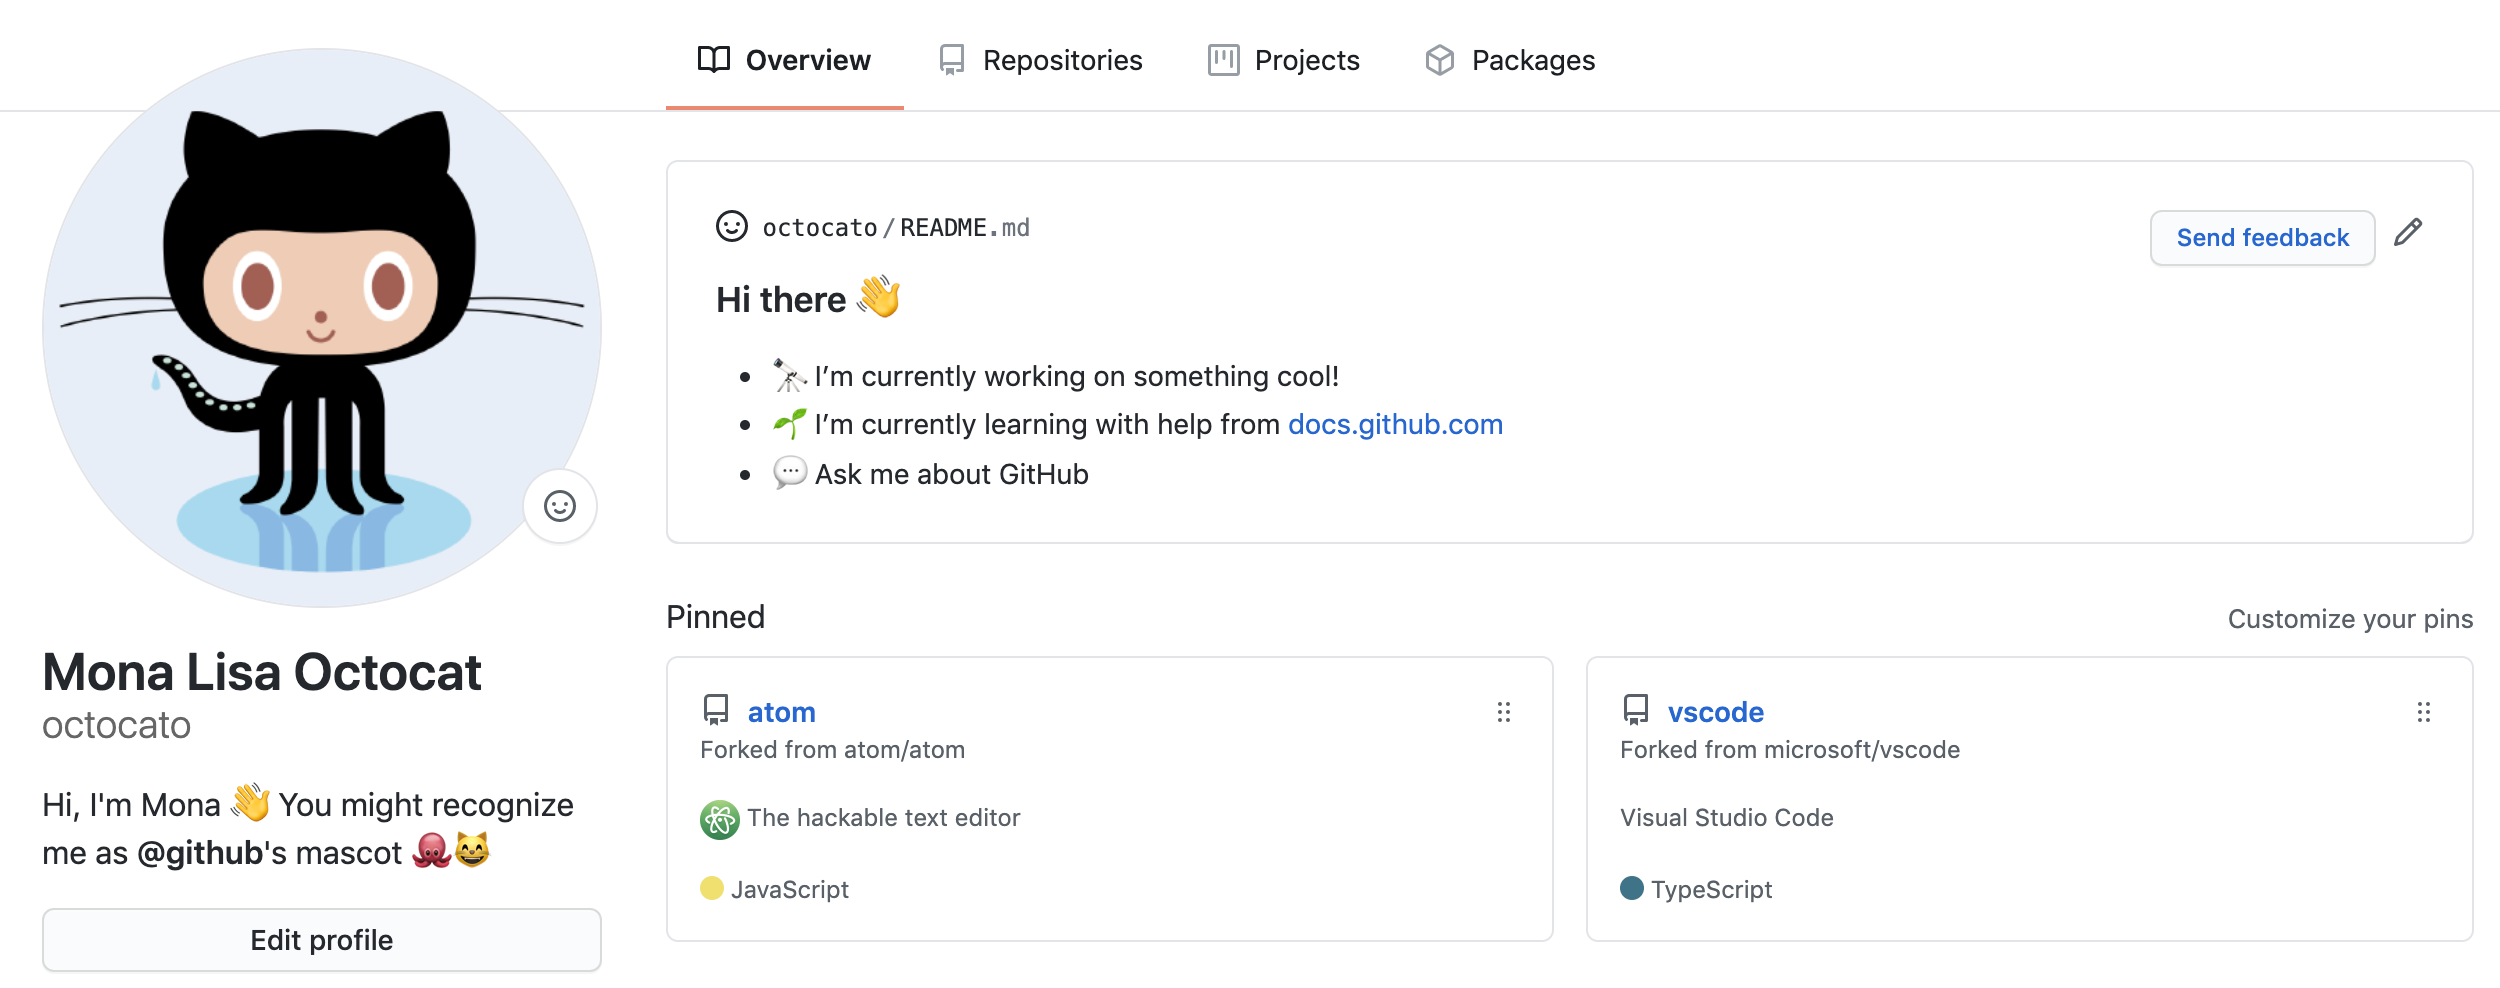 Overview
Repositories
Projects
Packages
octocato/README.md
Send feedback
Hi there 👋
🔭 I’m currently working on something cool!
🌱 I’m currently learning with help from docs.github.com
💬 Ask me about GitHub
Mona Lisa Octocat
octocato
Hi, I'm Mona 👋 You might recognize
me as @github's mascot 🐙😸
Edit profile
Pinned
Customize your pins
atom
Forked from atom/atom
The hackable text editor
JavaScript
vscode
Forked from microsoft/vscode
Visual Studio Code
TypeScript